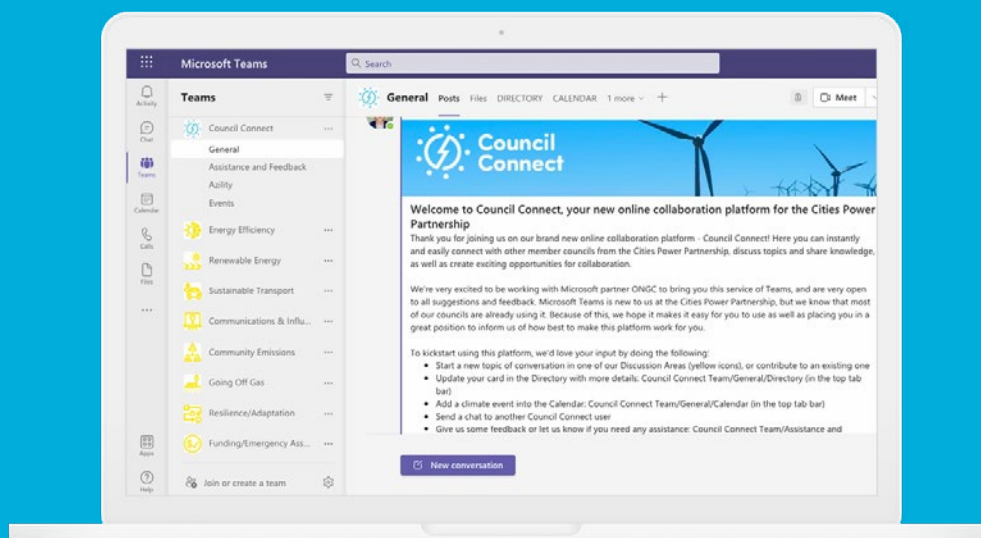 Microsoft Teams
Search
Activity
Chat
Teams
Calendar
Calls
Files
Apps
Help
Teams
Council Connect
General
Assistance and Feedback
Azility
Events
Energy Efficiency
Renewable Energy
Sustainable Transport
Communications & Influ...
Community Emissions
Going Off Gas
Resilience/Adaptation
Funding/Emergency Ass...
Join or create a team
General Posts Files DIRECTORY CALENDAR 1 more
Meet
Council
Connect
Welcome to Council Connect, your new online collaboration platform for the Cities Power
Partnership
Thank you for joining us on our brand new online collaboration platform - Council Connect! Here you can instantly
and easily connect with other member councils from the Cities Power Partnership, discuss topics and share knowledge,
as well as create exciting opportunities for collaboration.
We're very excited to be working with Microsoft partner ONGC to bring you this service of Teams, and are very open
to all suggestions and feedback. Microsoft Teams is new to us at the Cities Power Partnership, but we know that most
of our councils are already using it. Because of this, we hope it makes it easy for you to use as well as placing you in a
great position to inform us of how best to make this platform work for you.
To kickstart using this platform, we'd love your input by doing the following:
• Start a new topic of conversation in one of our Discussion Areas (yellow icons), or contribute to an existing one
• Update your card in the Directory with more details: Council Connect Team/General/Directory (in the top tab
bar)
• Add a climate event into the Calendar: Council Connect Team/General/Calendar (in the top tab bar)
• Send a chat to another Council Connect user
• Give us some feedback or let us know if you need any assistance: Council Connect Team/Assistance and
New conversation